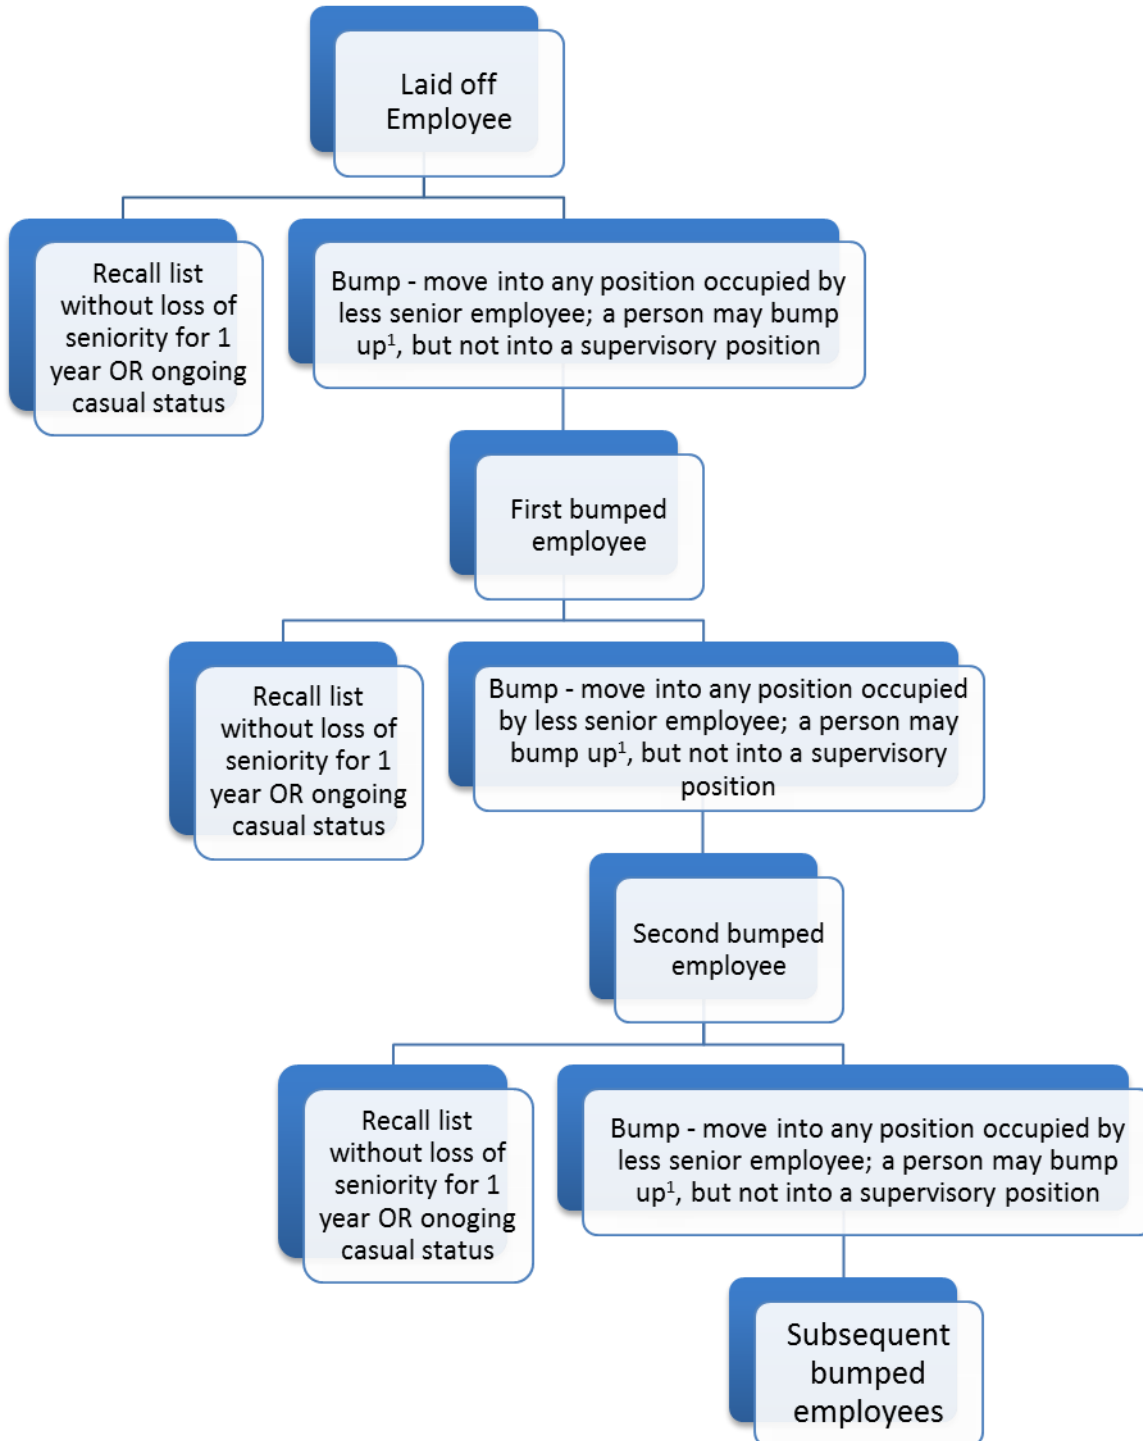 Laid off
Employee
Recall list
without loss of
seniority for 1
year OR ongoing
casual status
Bump - move into any position occupied by
less senior employee; a person may bump
up¹, but not into a supervisory position
First bumped
employee
Recall list
without loss of
seniority for 1
year OR ongoing
casual status
Bump - move into any position occupied
by less senior employee; a person may
bump up¹, but not into a supervisory
position
Second bumped
employee
Recall list
without loss of
seniority for 1
year OR onoging
casual status
Bump - move into any position occupied by
less senior employee; a person may bump
up¹, but not into a supervisory position
Subsequent
bumped
employees